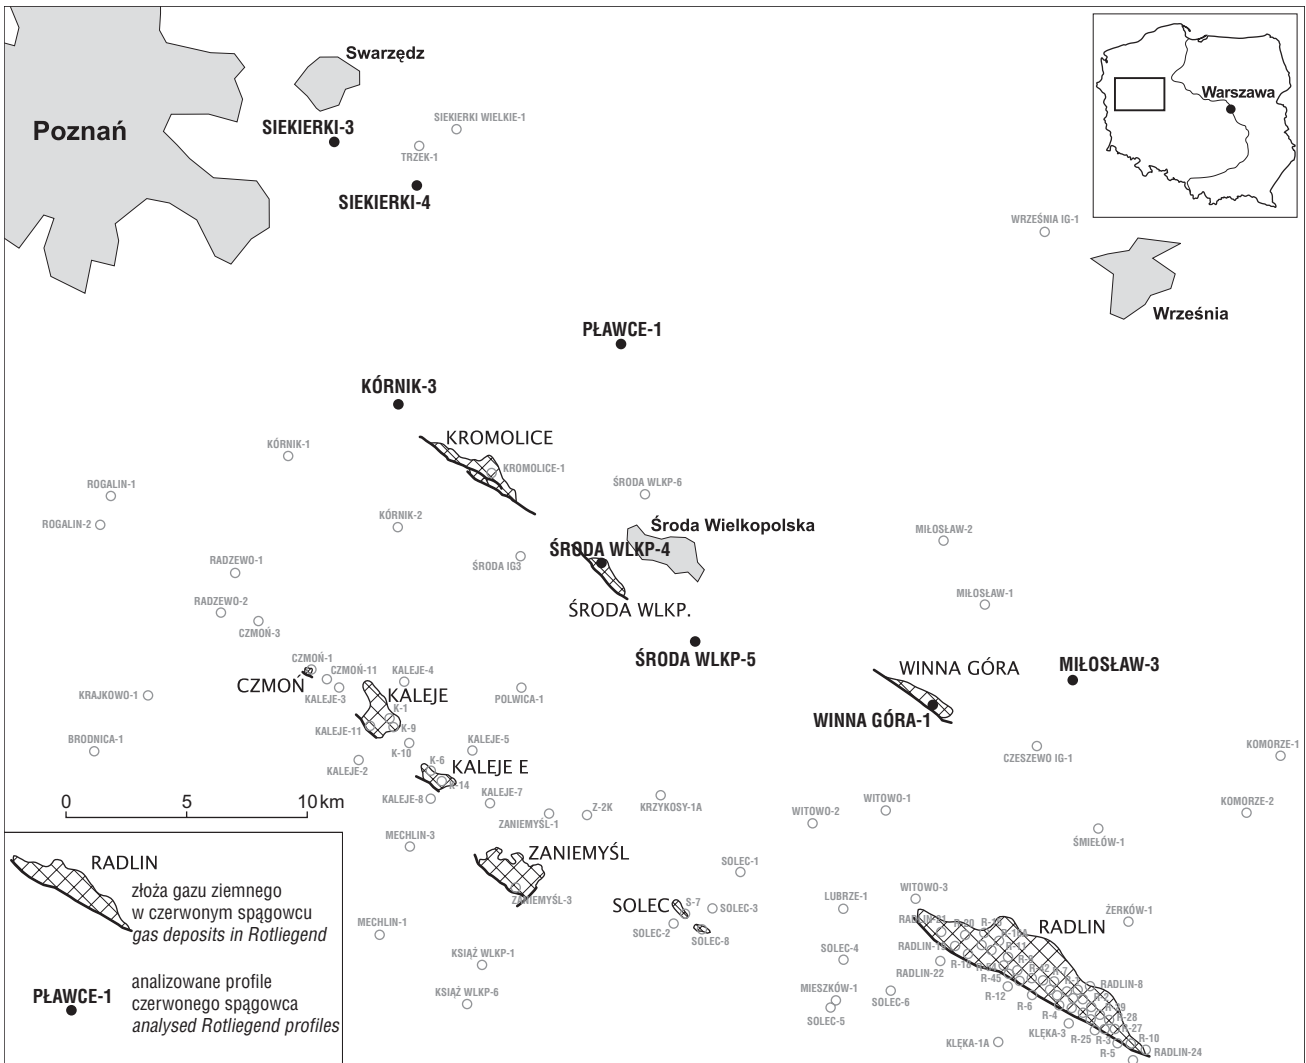 Swarzędz
Poznań
SIEKIERKI-3
SIEKIERKI WIELKIE-1
TRZEK-1
SIEKIERKI-4
Warszawa
WRZEŚNIA IG-1
Września
PŁAWCE-1
KÓRNIK-3
KROMOLICE
KÓRNIK-1
KROMOLICE-1
ROGALIN-1
ŚRODA WLKP-6
ROGALIN-2
KÓRNIK-2
Środa Wielkopolska
MIŁOSŁAW-2
ŚRODA WLKP-4
RADZEWO-1
ŚRODA IG3
MIŁOSŁAW-1
RADZEWO-2
ŚRODA WLKP.
CZMOŃ-3
CZMOŃ-1
ŚRODA WLKP-5
CZMOŃ-11
KALEJE-4
WINNA GÓRA
MIŁOSŁAW-3
CZMOŃ
KRAJKOWO-1
KALEJE-3
KALEJE
POLWICA-1
K-1
WINNA GÓRA-1
KALEJE-11
K-9
BRODNICA-1
K-10
KALEJE-5
KOMORZE-1
CZESZEWO IG-1
K-6
KALEJE E
KALEJE-2
K-14
0 5 10 km
KALEJE-8
KALEJE-7
KRZYKOSY-1A
WITOWO-1
KOMORZE-2
Z-2K
WITOWO-2
ZANIEMYŚL-1
MECHLIN-3
ŚMIEŁÓW-1
ZANIEMYŚL
SOLEC-1
ZANIEMYŚL-3
WITOWO-3
LUBRZE-1
SOLEC
S-7
SOLEC-3
ŻERKÓW-1
MECHLIN-1
SOLEC-2
SOLEC-8
RADLIN-21
R-20
R-18
RADLIN
R-16A
KSIĄŻ WLKP-1
SOLEC-4
R-11
RADLIN-22
R-42
R-7
R-45
RADLIN-8
KSIĄŻ WLKP-6
MIESZKÓW-1
SOLEC-6
R-12
R-6
R-4
SOLEC-5
R-28
KLĘKA-3
R-27
KLĘKA-1A
R-25
R-3
R-10
R-5
RADLIN-24
RADLIN
złoża gazu ziemnego
w czerwonym spągowcu
gas deposits in Rotliegend
PŁAWCE-1
analizowane profile
czerwonego spągowca
analysed Rotliegend profiles